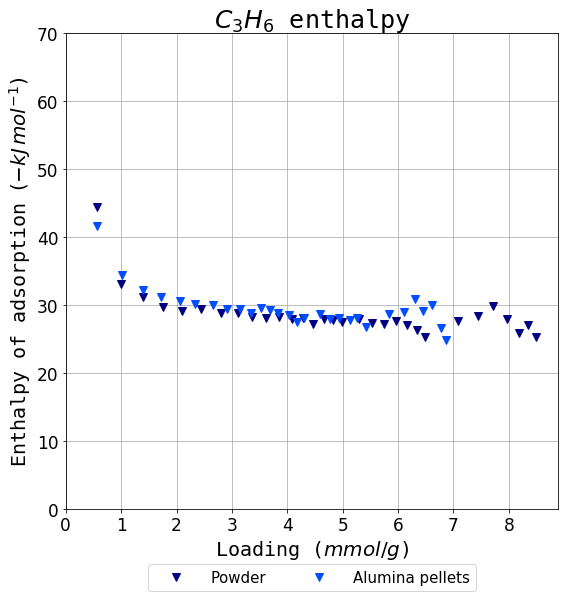 C₃H₆ enthalpy
Enthalpy of adsorption (−kJ mol⁻¹)
70
60
50
40
30
20
10
0
0 1 2 3 4 5 6 7 8
Loading (mmol/g)
Powder Alumina pellets